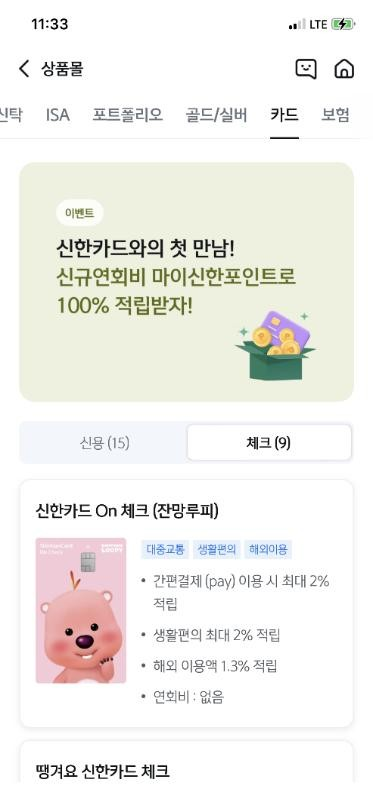 11:33
LTE
상품몰
신탁 ISA 포트폴리오 골드/실버 카드 보험
이벤트
신한카드와의 첫 만남!
신규연회비 마이신한포인트로
100% 적립받자!
신용 (15) 체크 (9)
신한카드 On 체크 (잔망루피)
LOOPY
대중교통 생활편의 해외이용
• 간편결제 (pay) 이용 시 최대 2%
적립
• 생활편의 최대 2% 적립
• 해외 이용액 1.3% 적립
• 연회비 : 없음
땡겨요 신한카드 체크